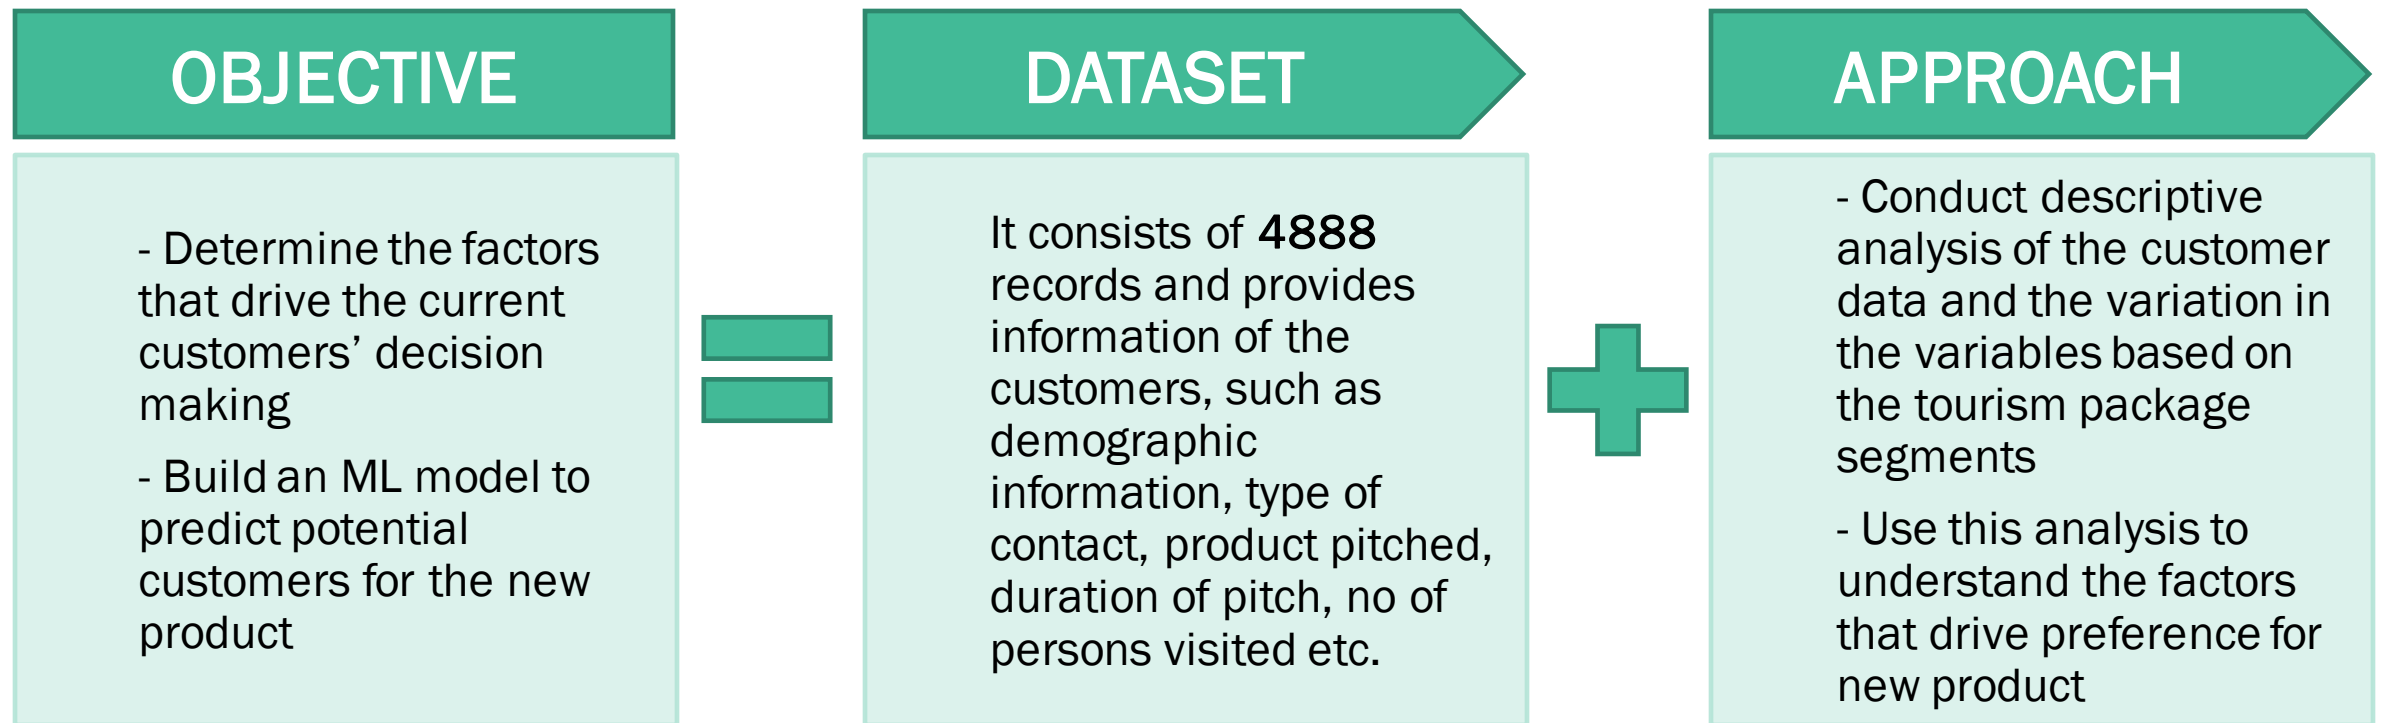 OBJECTIVE
- Determine the factors
that drive the current
customers’ decision
making
- Build an ML model to
predict potential
customers for the new
product
DATASET
It consists of 4888
records and provides
information of the
customers, such as
demographic
information, type of
contact, product pitched,
duration of pitch, no of
persons visited etc.
APPROACH
- Conduct descriptive
analysis of the customer
data and the variation in
the variables based on
the tourism package
segments
- Use this analysis to
understand the factors
that drive preference for
new product